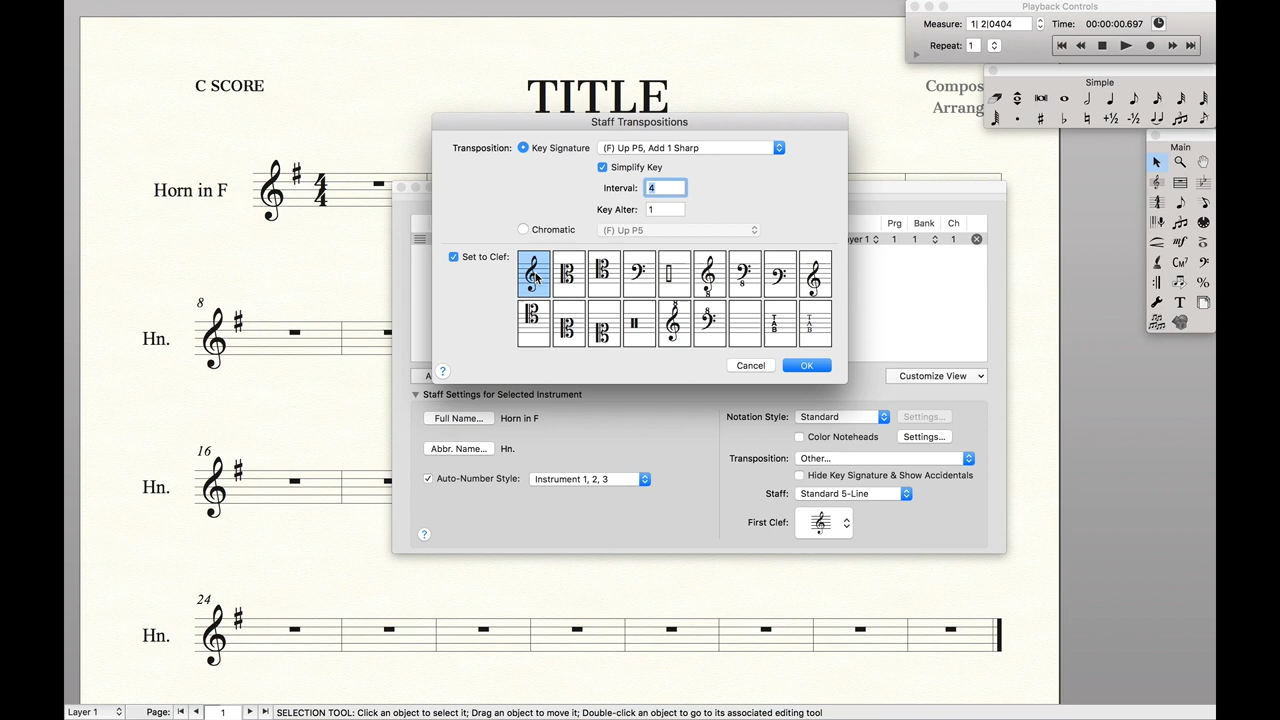 Playback Controls
Measure: 1| 2|0404 Time: 00:00:00.697
Repeat: 1
Simple
Main
C SCORE
TITLE
Compos
Arrang
Staff Transpositions
Transposition: Key Signature (F) Up P5, Add 1 Sharp
Simplify Key
Interval: 4
Key Alter: 1
Chromatic (F) Up P5
Set to Clef:
Cancel OK
Horn in F
Prg Bank Ch
ayer 1 1 1 1
8
Hn.
A
Customize View
Staff Settings for Selected Instrument
Full Name... Horn in F
Notation Style: Standard Settings...
Color Noteheads Settings...
Abbr. Name... Hn.
Transposition: Other...
Hide Key Signature & Show Accidentals
Auto-Number Style: Instrument 1, 2, 3
Staff: Standard 5-Line
First Clef:
16
Hn.
24
Hn.
Layer 1 Page: 1 SELECTION TOOL: Click an object to select it; Drag an object to move it; Double-click an object to go to its associated editing tool